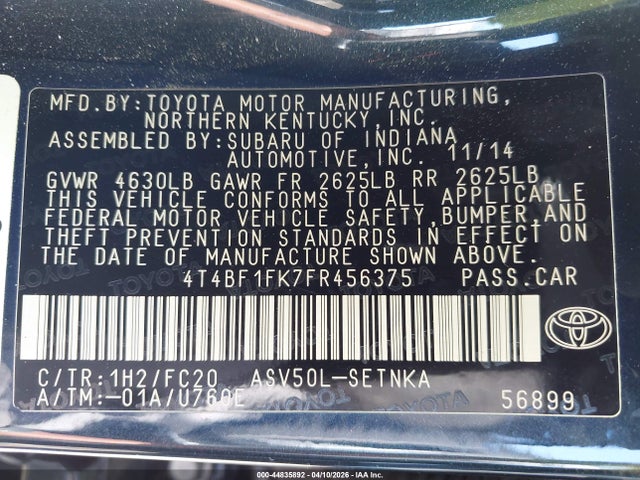 MFD.BY:TOYOTA MOTOR MANUFACTURING,
NORTHERN KENTUCKY,INC.
ASSEMBLED BY:SUBARU OF INDIANA
AUTOMOTIVE,INC. 11/14
GVWR 4630LB GAWR FR 2625LB RR 2625LB
THIS VEHICLE CONFORMS TO ALL APPLICABLE
FEDERAL MOTOR VEHICLE SAFETY,BUMPER,AND
THEFT PREVENTION STANDARDS IN EFFECT ON
THE DATE OF MANUFACTURE SHOWN ABOVE.
4T4BF1FK7FR456375 PASS.CAR
C/TR:1H2/FC20 ASV50L-SETNKA
A/TM:-01A/U760E 56899
000-44835892 - 04/10/2026 - IAA Inc.